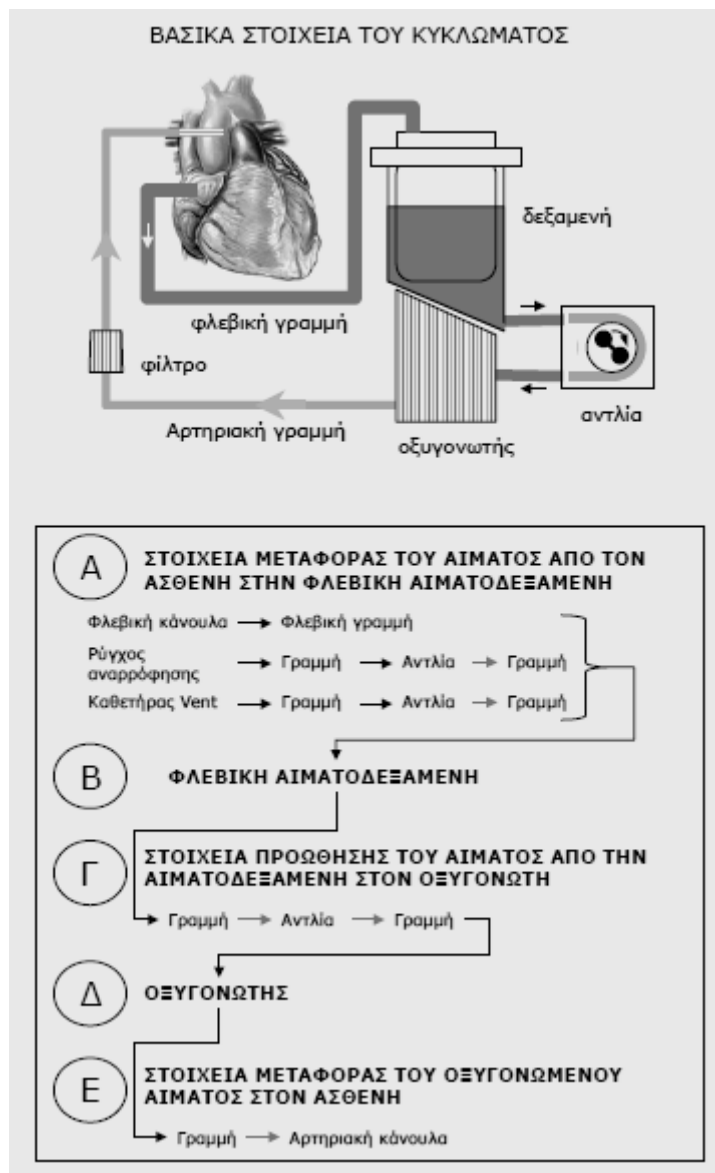 ΒΑΣΙΚΑ ΣΤΟΙΧΕΙΑ ΤΟΥ ΚΥΚΛΩΜΑΤΟΣ
δεξαμενή
φλεβική γραμμή
φίλτρο
αντλία
Αρτηριακή γραμμή
οξυγονωτής
Α
ΣΤΟΙΧΕΙΑ ΜΕΤΑΦΟΡΑΣ ΤΟΥ ΑΙΜΑΤΟΣ ΑΠΟ ΤΟΝ
ΑΣΘΕΝΗ ΣΤΗΝ ΦΛΕΒΙΚΗ ΑΙΜΑΤΟΔΕΞΑΜΕΝΗ
Φλεβική κάνουλα → Φλεβική γραμμή
Ρύγχος
αναρρόφησης → Γραμμή → Αντλία → Γραμμή
Καθετήρας Vent → Γραμμή → Αντλία → Γραμμή
Β
ΦΛΕΒΙΚΗ ΑΙΜΑΤΟΔΕΞΑΜΕΝΗ
Γ
ΣΤΟΙΧΕΙΑ ΠΡΟΩΘΗΣΗΣ ΤΟΥ ΑΙΜΑΤΟΣ ΑΠΟ ΤΗΝ
ΑΙΜΑΤΟΔΕΞΑΜΕΝΗ ΣΤΟΝ ΟΞΥΓΟΝΩΤΗ
Γραμμή → Αντλία → Γραμμή
Δ
ΟΞΥΓΟΝΩΤΗΣ
Ε
ΣΤΟΙΧΕΙΑ ΜΕΤΑΦΟΡΑΣ ΤΟΥ ΟΞΥΓΟΝΩΜΕΝΟΥ
ΑΙΜΑΤΟΣ ΣΤΟΝ ΑΣΘΕΝΗ
Γραμμή → Αρτηριακή κάνουλα